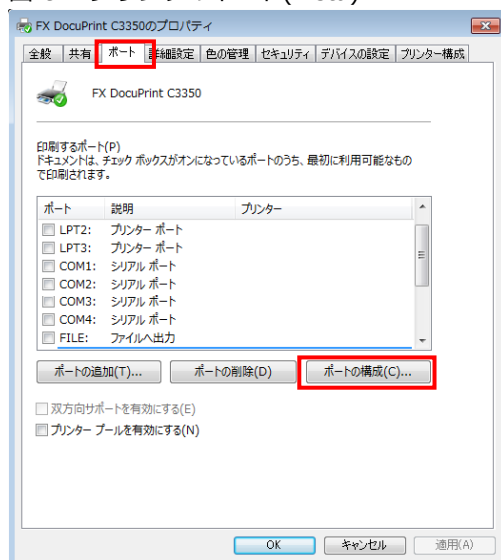 FX DocuPrint C3350のプロパティ
全般 共有 ポート 詳細設定 色の管理 セキュリティ デバイスの設定 プリンター構成
FX DocuPrint C3350
印刷するポート(P)
ドキュメントは、チェック ボックスがオンになっているポートのうち、最初に利用可能なもの
で印刷されます。
ポート 説明 プリンター
LPT2: プリンター ポート
LPT3: プリンター ポート
COM1: シリアル ポート
COM2: シリアル ポート
COM3: シリアル ポート
COM4: シリアル ポート
FILE: ファイルへ出力
ポートの追加(T)... ポートの削除(D) ポートの構成(C)...
双方向サポートを有効にする(E)
プリンター プールを有効にする(N)
OK キャンセル 適用(A)